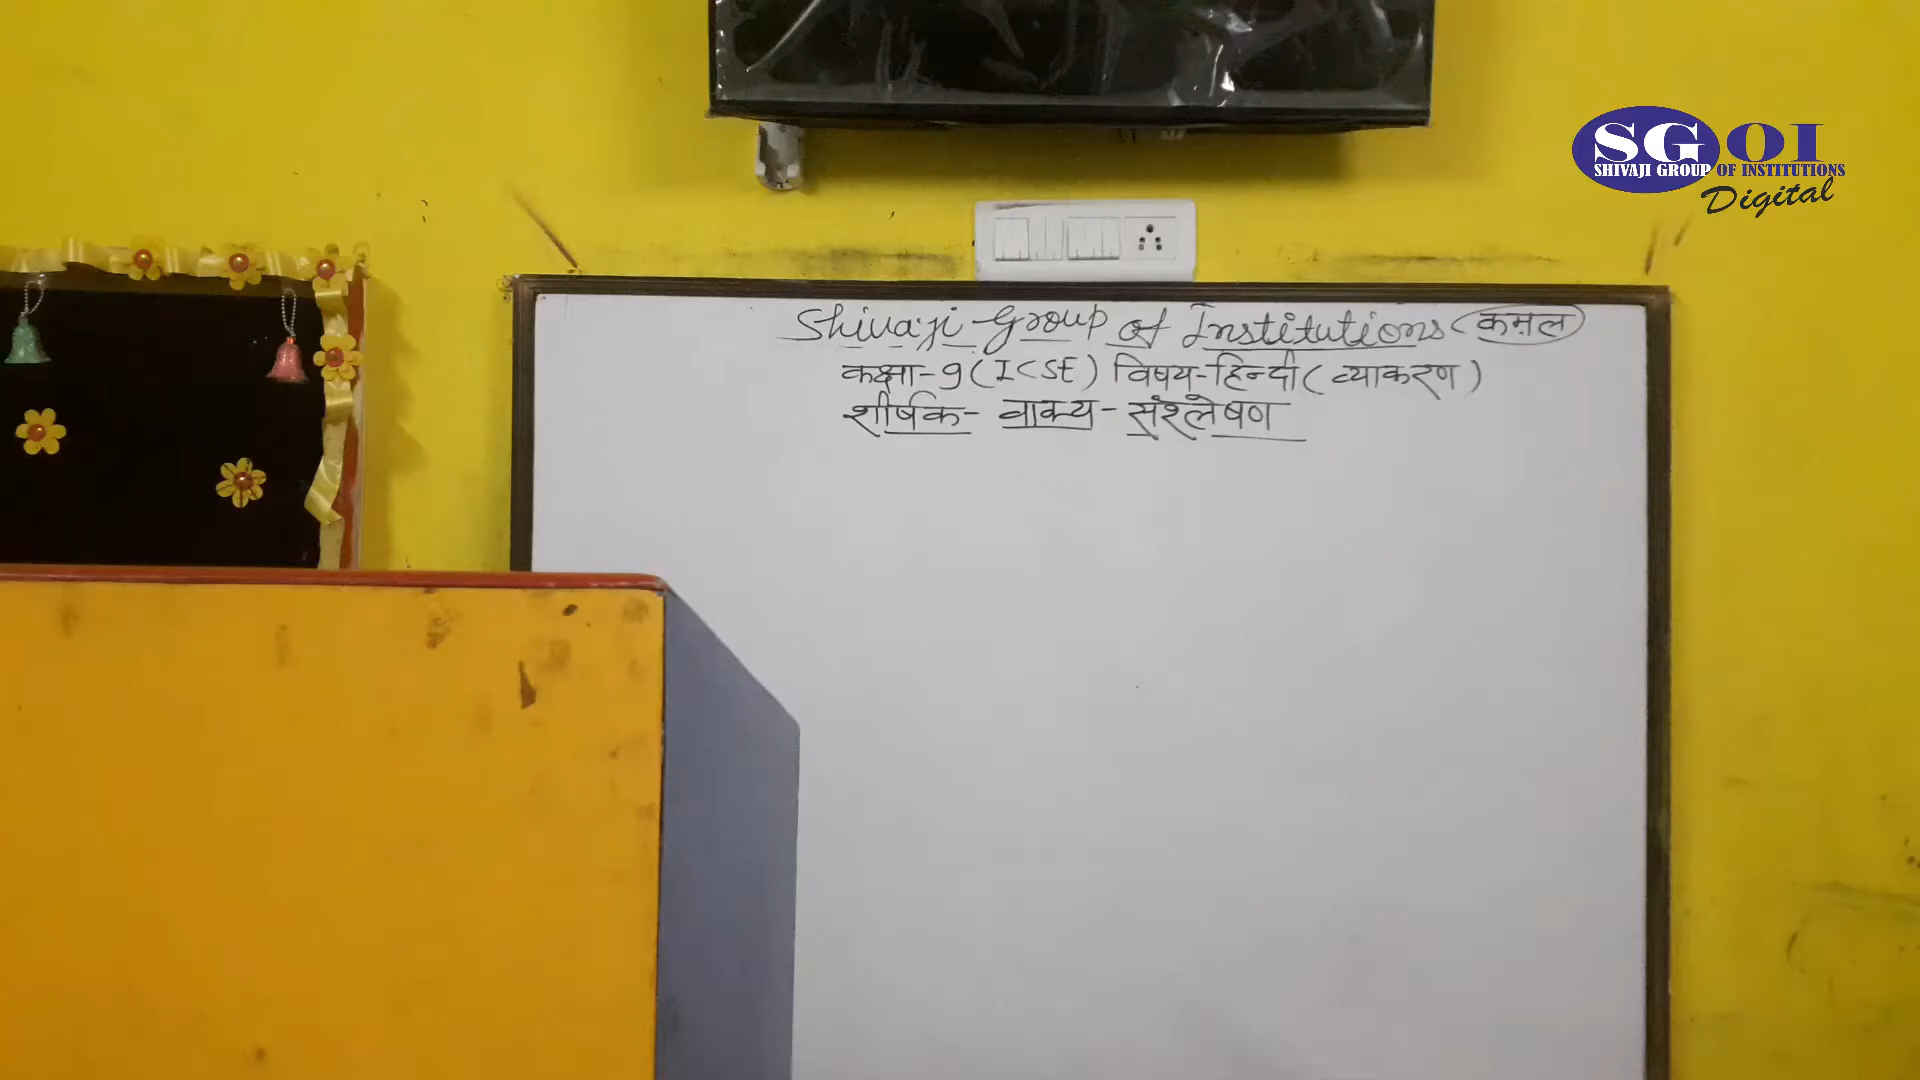 SGOI
SHIVAJI GROUP OF INSTITUTIONS
Digital
Shivaji Group of Institutions (कमल)
कक्षा-9 (ICSE) विषय-हिन्दी (व्याकरण)
शीर्षक- वाक्य-संश्लेषण